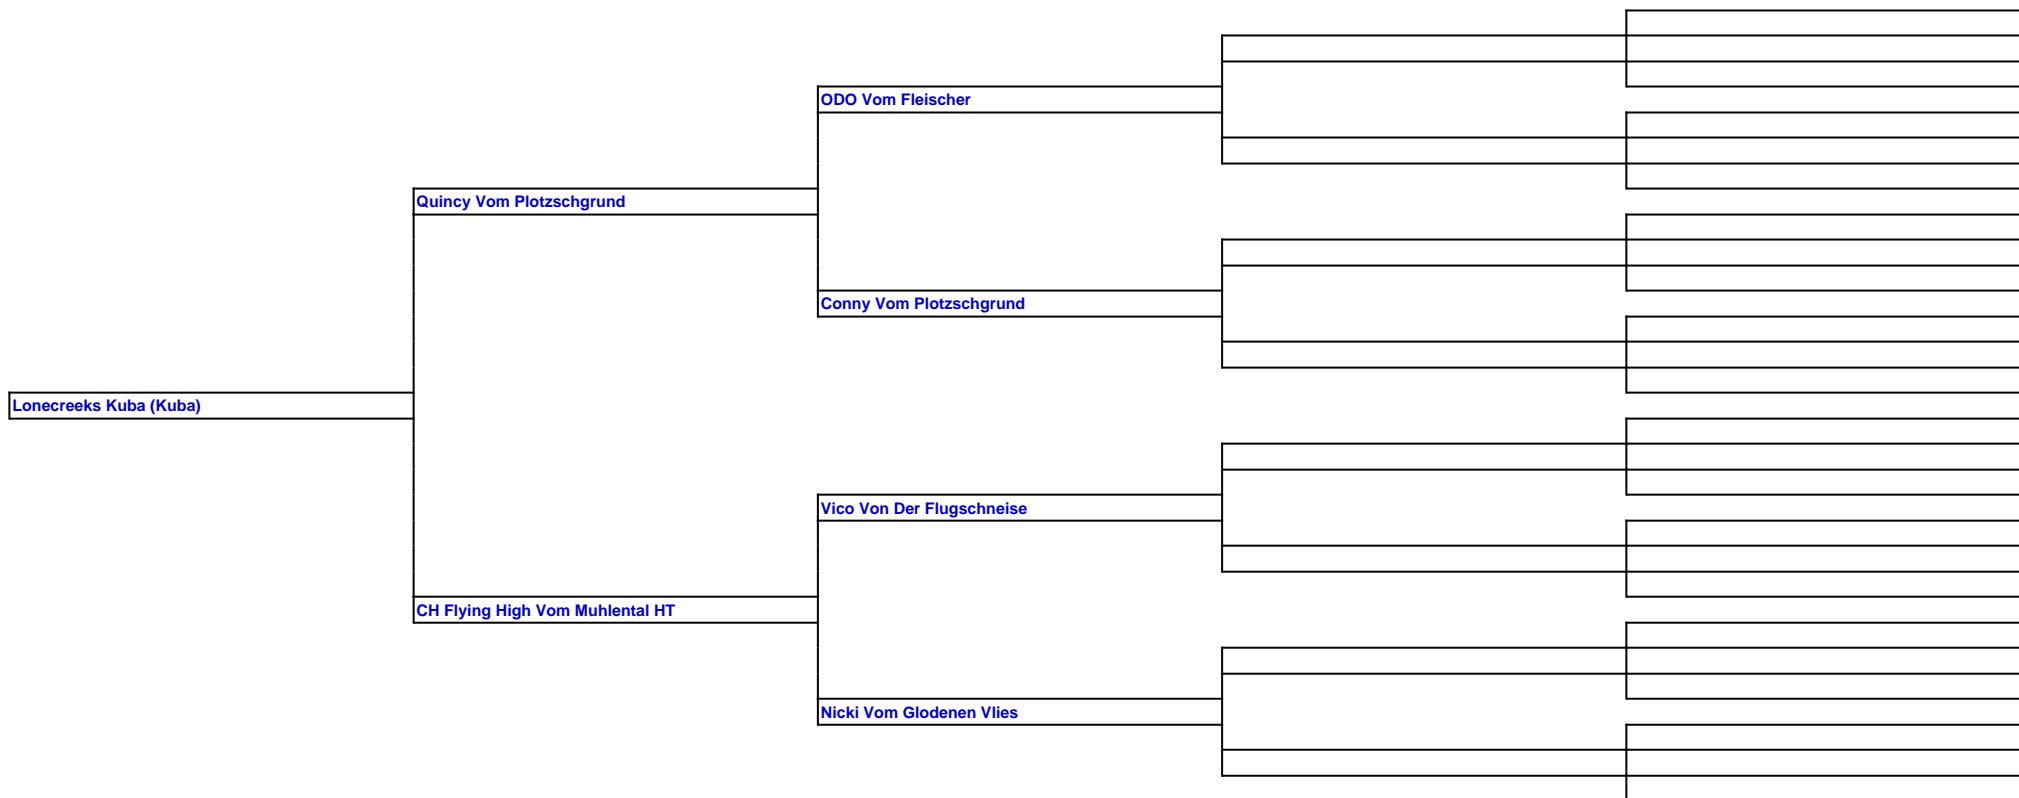 ODO Vom Fleischer
Quincy Vom Plotzschgrund
Conny Vom Plotzschgrund
Lonecreeks Kuba (Kuba)
Vico Von Der Flugschneise
CH Flying High Vom Muhlental HT
Nicki Vom Glodenen Vlies